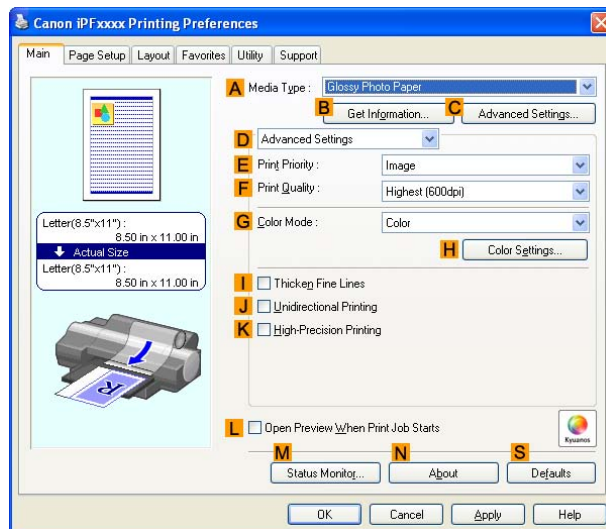 Canon iPFxxxx Printing Preferences
Main Page Setup Layout Favorites Utility Support
A Media Type : Glossy Photo Paper
B Get Information... C Advanced Settings...
D Advanced Settings
E Print Priority : Image
F Print Quality : Highest (600dpi)
G Color Mode : Color
H Color Settings...
Letter(8.5"x11") :
8.50 in x 11.00 in
Actual Size
Letter(8.5"x11") :
8.50 in x 11.00 in
R
I Thicken Fine Lines
J Unidirectional Printing
K High-Precision Printing
L Open Preview When Print Job Starts
Kyuanos
M Status Monitor... N About S Defaults
OK Cancel Apply Help